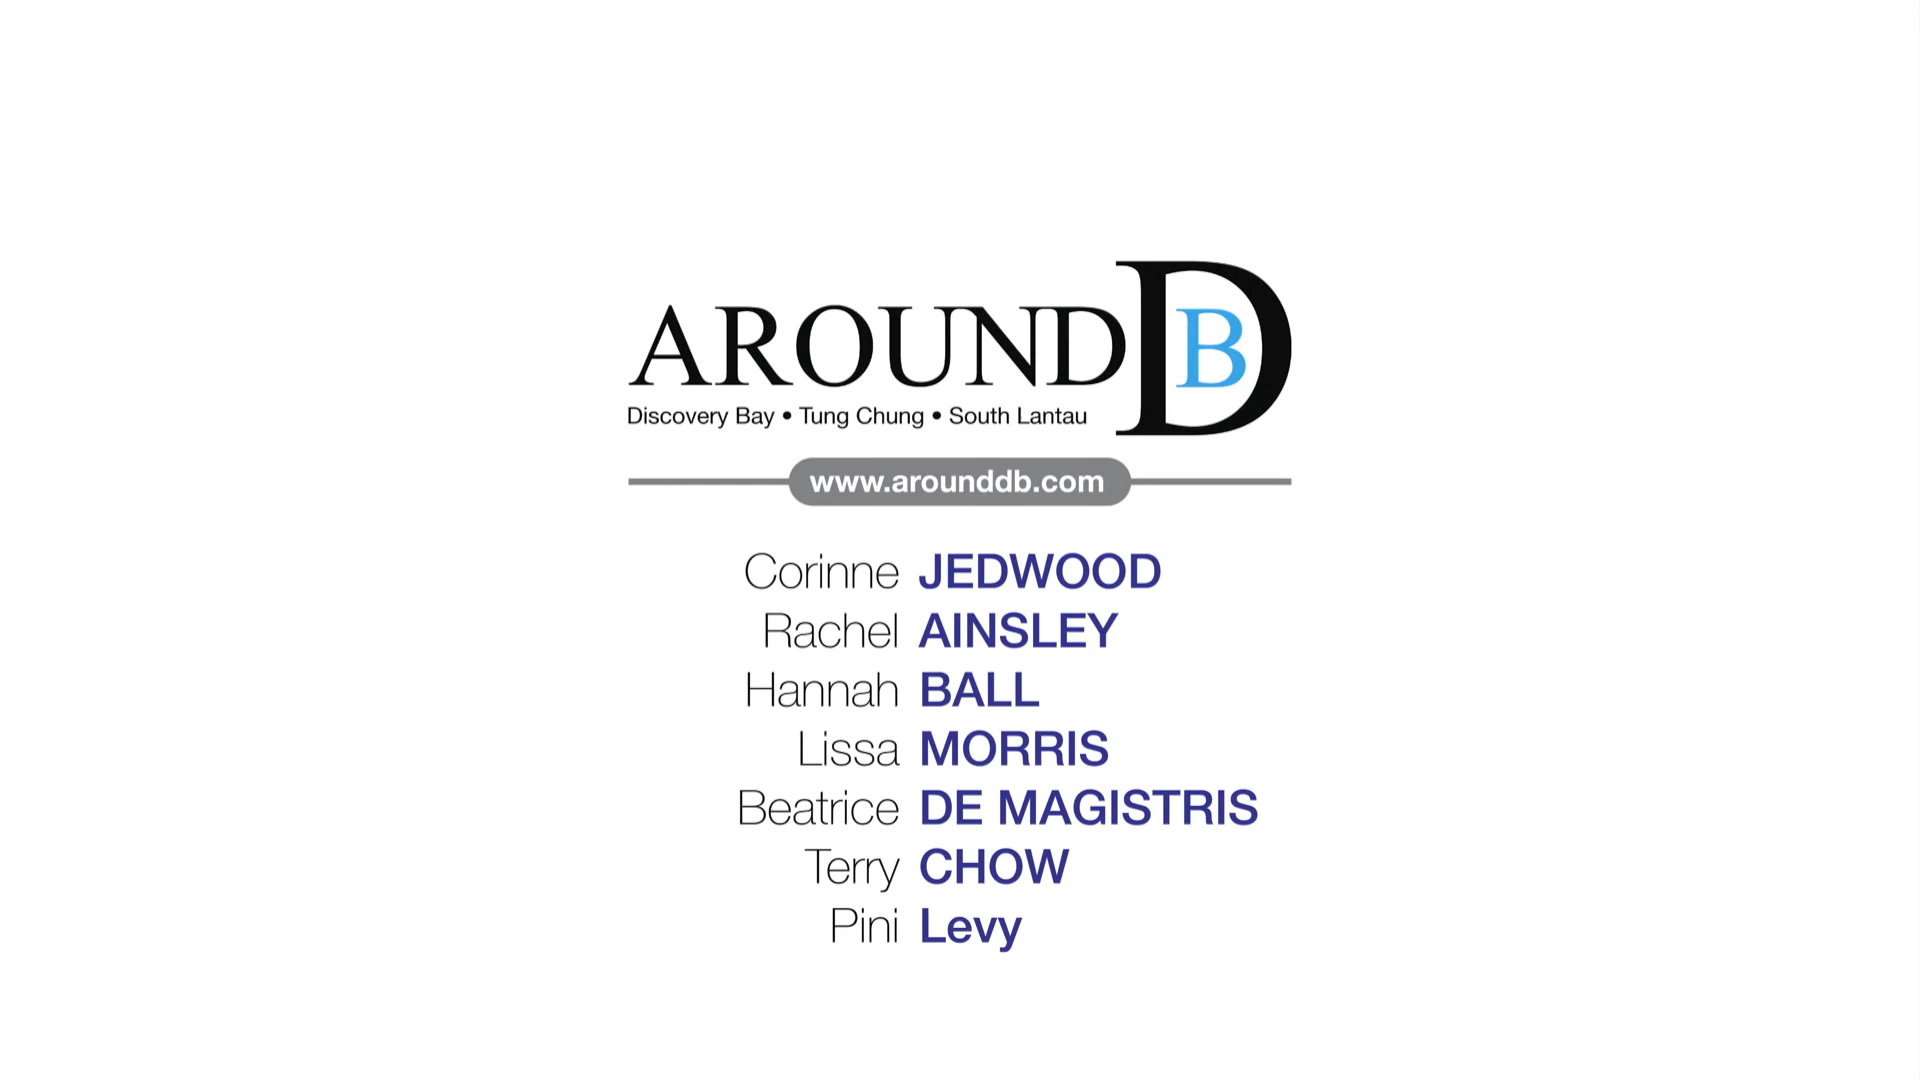 AROUND DB
Discovery Bay • Tung Chung • South Lantau
www.arounddb.com
Corinne JEDWOOD
Rachel AINSLEY
Hannah BALL
Lissa MORRIS
Beatrice DE MAGISTRIS
Terry CHOW
Pini Levy